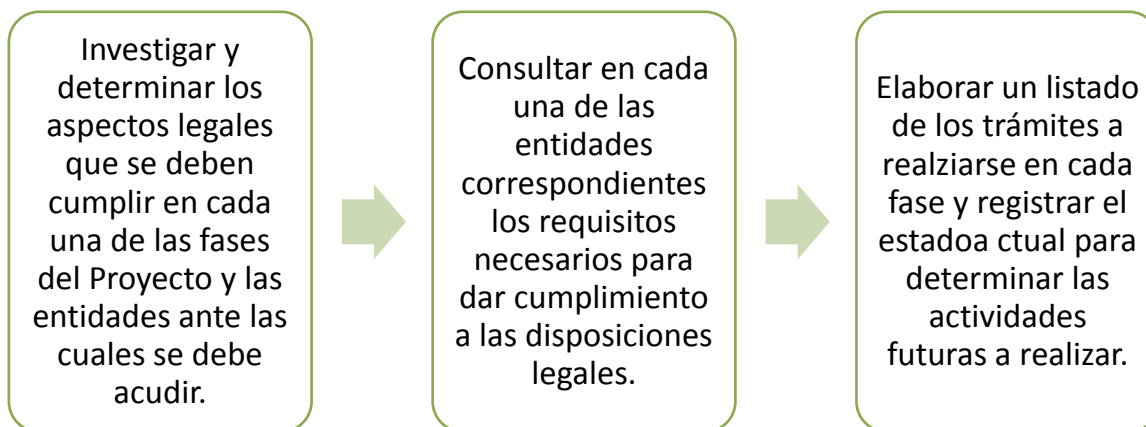 Investigar y
determinar los
aspectos legales
que se deben
cumplir en cada
una de las fases
del Proyecto y las
entidades ante las
cuales se debe
acudir.
Consultar en cada
una de las
entidades
correspondientes
los requisitos
necesarios para
dar cumplimiento
a las disposiciones
legales.
Elaborar un listado
de los trámites a
realziarse en cada
fase y registrar el
estadoa ctual para
determinar las
actividades
futuras a realizar.